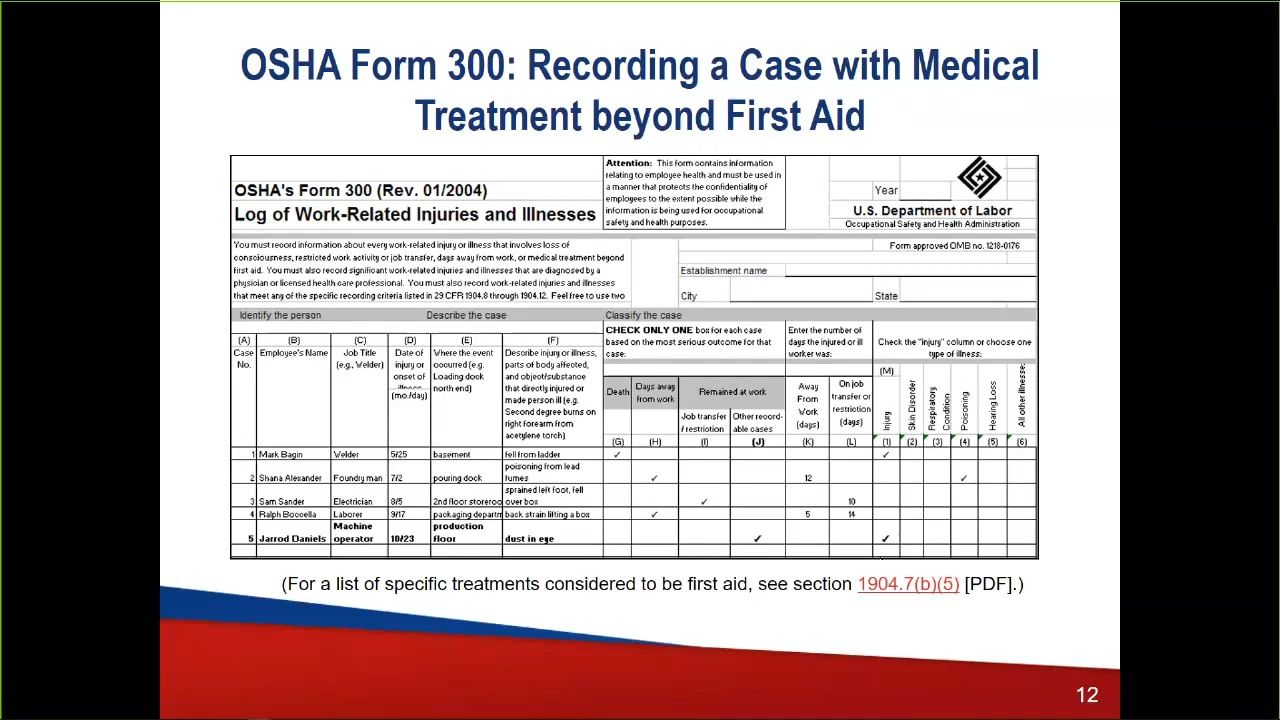 OSHA Form 300: Recording a Case with Medical
Treatment beyond First Aid
OSHA's Form 300 (Rev. 01/2004)
Log of Work-Related Injuries and Illnesses
Attention: This form contains information
relating to employee health and must be used in
a manner that protects the confidentiality of
employees to the extent possible while the
information is being used for occupational
safety and health purposes.
Year
U.S. Department of Labor
Occupational Safety and Health Administration
You must record information about every work-related injury or illness that involves loss of
consciousness, restricted work activity or job transfer, days away from work, or medical treatment beyond
first aid. You must also record significant work-related injuries and illnesses that are diagnosed by a
physician or licensed health care professional. You must also record work-related injuries and illnesses
that meet any of the specific recording criteria listed in 29 CFR 1904.8 through 1904.12. Feel free to use two
Form approved OMB no. 1218-0176
Establishment name
City State
Identify the person Describe the case Classify the case
CHECK ONLY ONE box for each case
based on the most serious outcome for that
case:
Enter the number of
days the injured or ill
worker was:
Check the "injury" column or choose one
type of illness:
(A) Case No.
(B) Employee's Name
(C) Job Title (e.g., Welder)
(D) Date of injury or onset of illness (mo./day)
(E) Where the event occurred (e.g. Loading dock north end)
(F) Describe injury or illness, parts of body affected, and object/substance that directly injured or made person ill (e.g. Second degree burns on right forearm from acetylene torch)
Death (G)
Days away from work (H)
Remained at work
Job transfer / restriction (I)
Other record-able cases (J)
Away From Work (days) (K)
On job transfer or restriction (days) (L)
(M)
Injury (1)
Skin Disorder (2)
Respiratory Condition (3)
Poisoning (4)
Hearing Loss (5)
All other illnesse: (6)
1 Mark Bagin Welder 5/25 basement fell from ladder ✓ ✓
2 Shana Alexander Foundry man 7/2 pouring dock poisoning from lead fumes ✓ 12 ✓
3 Sam Sander Electrician 8/5 2nd floor storeroo sprained left foot, fell over box ✓ 10
4 Ralph Boccella Laborer 9/17 packaging departm back strain lifting a box ✓ 5 14
5 Jarrod Daniels Machine operator 10/23 production floor dust in eye ✓ ✓
(For a list of specific treatments considered to be first aid, see section 1904.7(b)(5) [PDF].)
12